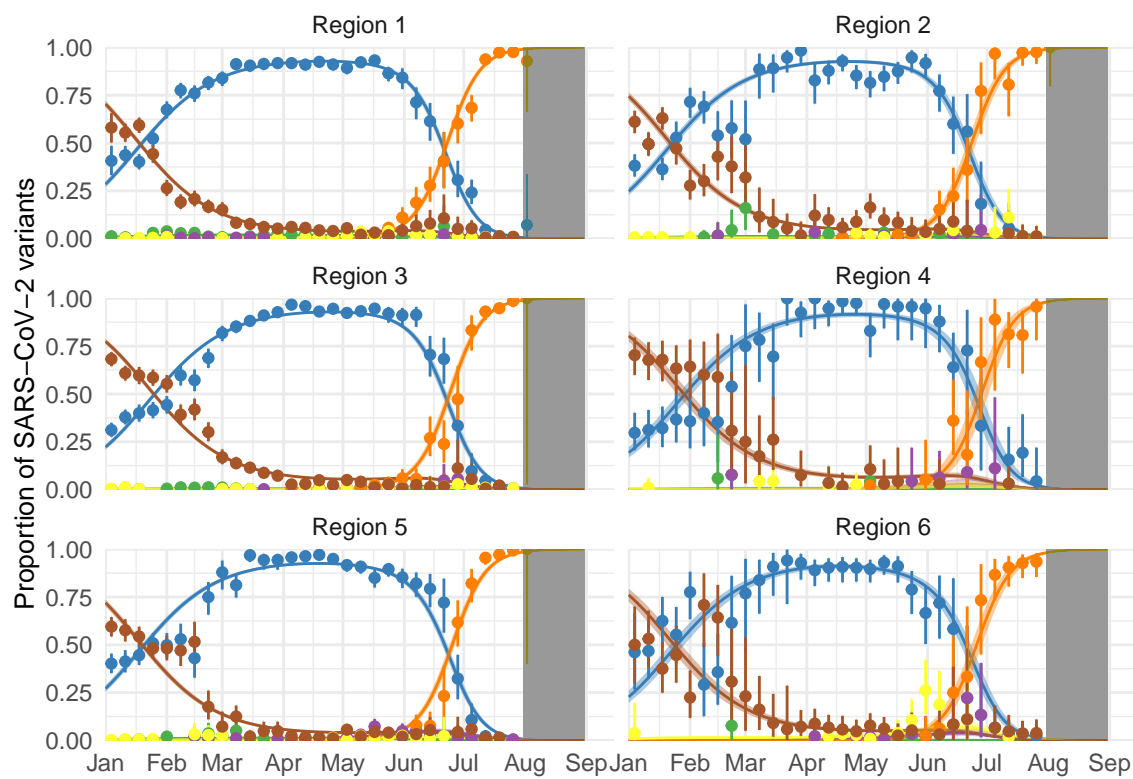 Region 1
Region 2
1.00
0.75
0.50
0.25
0.00
Region 3
Region 4
1.00
0.75
0.50
0.25
0.00
Region 5
Region 6
1.00
0.75
0.50
0.25
0.00
Jan Feb Mar Apr May Jun Jul Aug Sep Jan Feb Mar Apr May Jun Jul Aug Sep
Proportion of SARS−CoV−2 variants